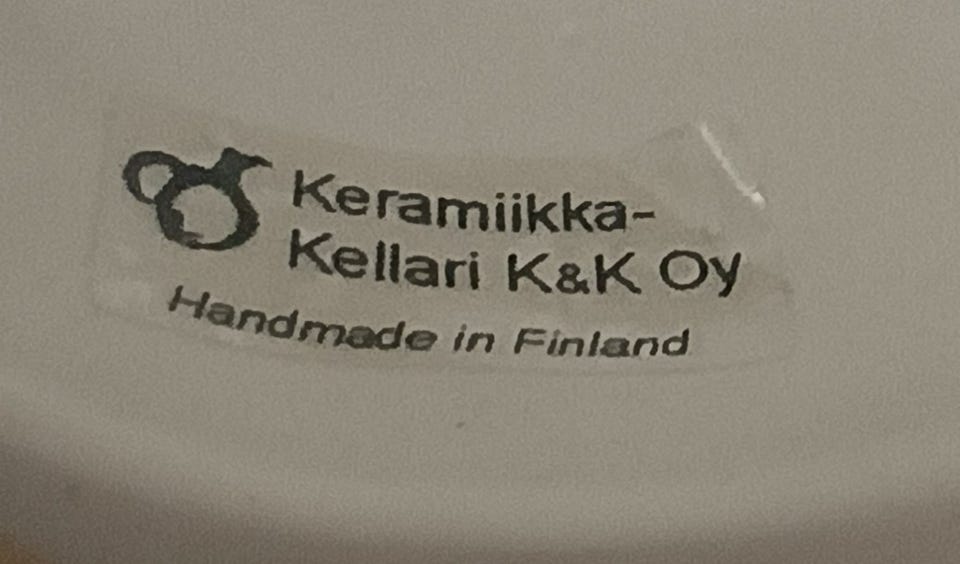 Keramiikka-
Kellari K&K Oy
Handmade in Finland